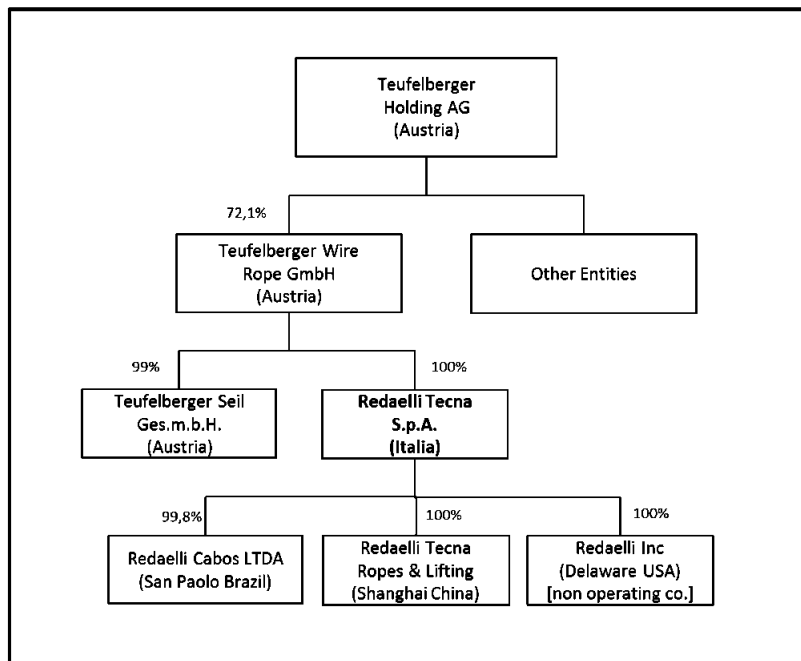 Teufelberger
Holding AG
(Austria)
72,1%
Teufelberger Wire
Rope GmbH
(Austria)
Other Entities
99%
100%
Teufelberger Seil
Ges.m.b.H.
(Austria)
Redaelli Tecna
S.p.A.
(Italia)
99,8%
100%
100%
Redaelli Cabos LTDA
(San Paolo Brazil)
Redaelli Tecna
Ropes & Lifting
(Shanghai China)
Redaelli Inc
(Delaware USA)
[non operating co.]